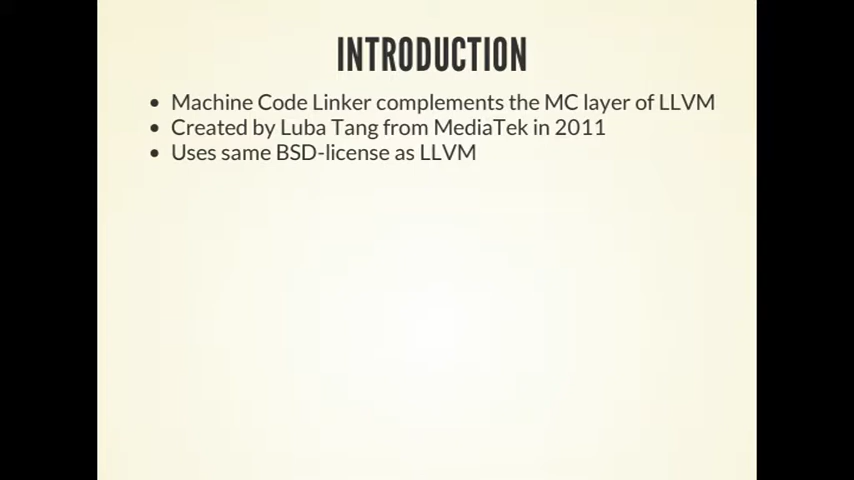 INTRODUCTION
• Machine Code Linker complements the MC layer of LLVM
• Created by Luba Tang from MediaTek in 2011
• Uses same BSD-license as LLVM